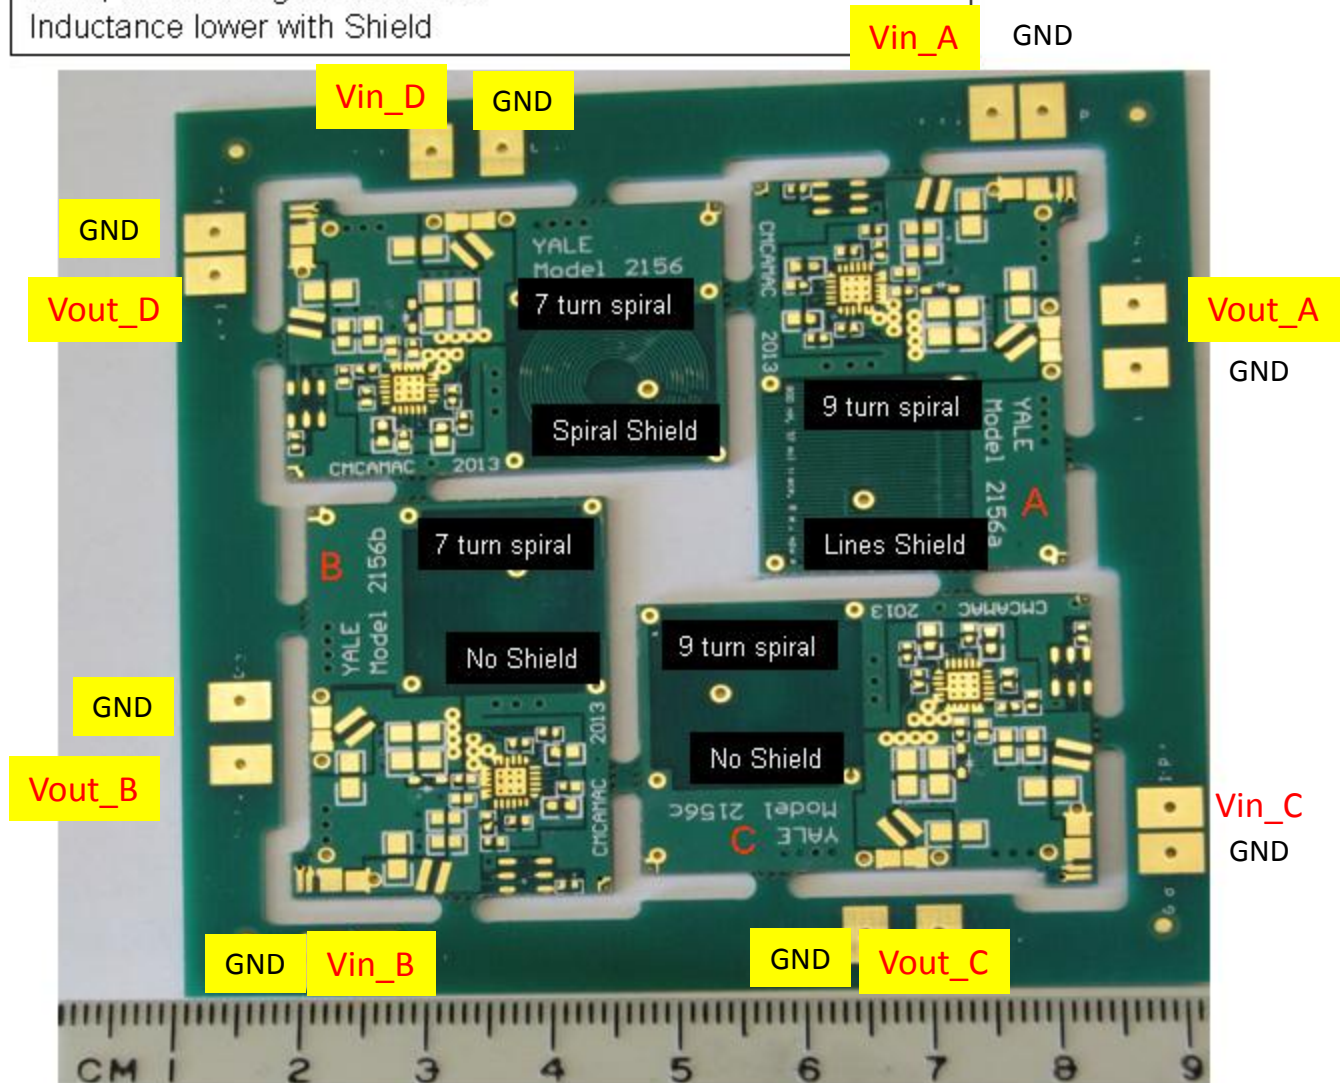 Inductance lower with Shield
Vin_A
GND
Vin_D
GND
GND
Vout_D
YALE
Model 2156
7 turn spiral
Spiral Shield
CMCAMAC 2013
CMCAMAC 2013
9 turn spiral
Lines Shield
YALE
Model 2156a
A
Vout_A
GND
B
YALE
Model 2156b
7 turn spiral
No Shield
CMCAMAC 2013
GND
Vout_B
9 turn spiral
No Shield
CMCAMAC 2013
YALE
Model 2156c
C
Vin_C
GND
GND
Vin_B
GND
Vout_C
CM 1 2 3 4 5 6 7 8 9